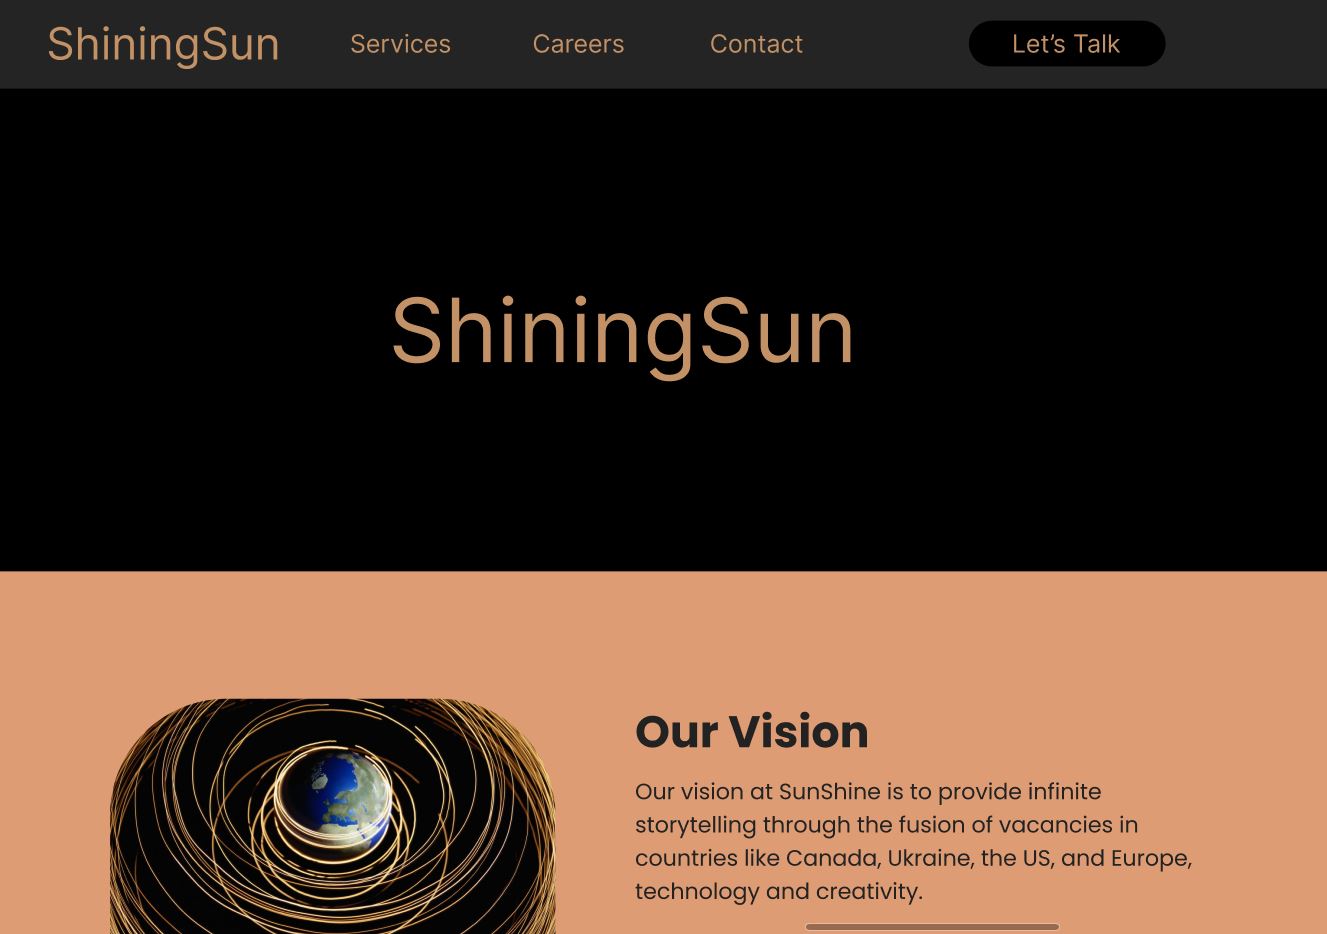 ShiningSun
Services
Careers
Contact
Let’s Talk
ShiningSun
Our Vision
Our vision at SunShine is to provide infinite
storytelling through the fusion of vacancies in
countries like Canada, Ukraine, the US, and Europe,
technology and creativity.